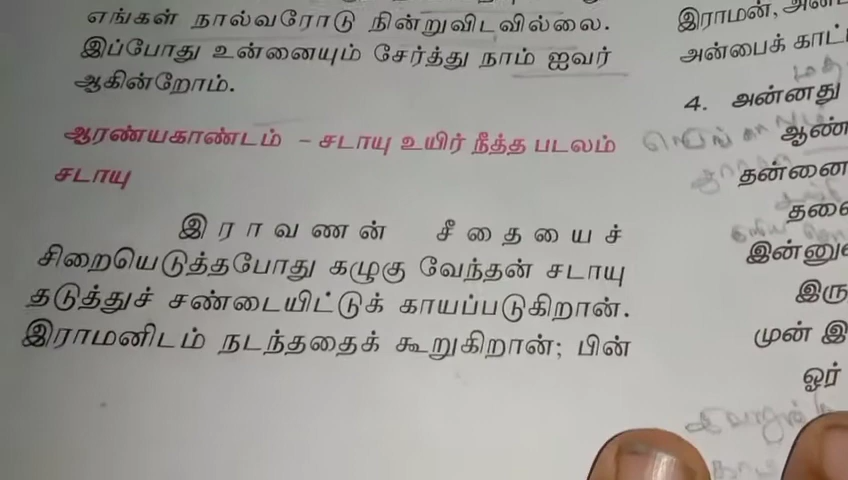 எங்கள் நால்வரோடு நின்றுவிடவில்லை.
இப்போது உன்னையும் சேர்த்து நாம் ஐவர்
ஆகின்றோம்.
ஆரண்யகாண்டம் – சடாயு உயிர் நீத்த படலம்
சடாயு
இராவணன் சீதையைச்
சிறையெடுத்தபோது கழுகு வேந்தன் சடாயு
தடுத்துச் சண்டையிட்டுக் காயப்படுகிறான்.
இராமனிடம் நடந்ததைக் கூறுகிறான்; பின்
இராமன்,
அன்பைக்
4. அன்னது
தன்னை
முன்
ஓர்